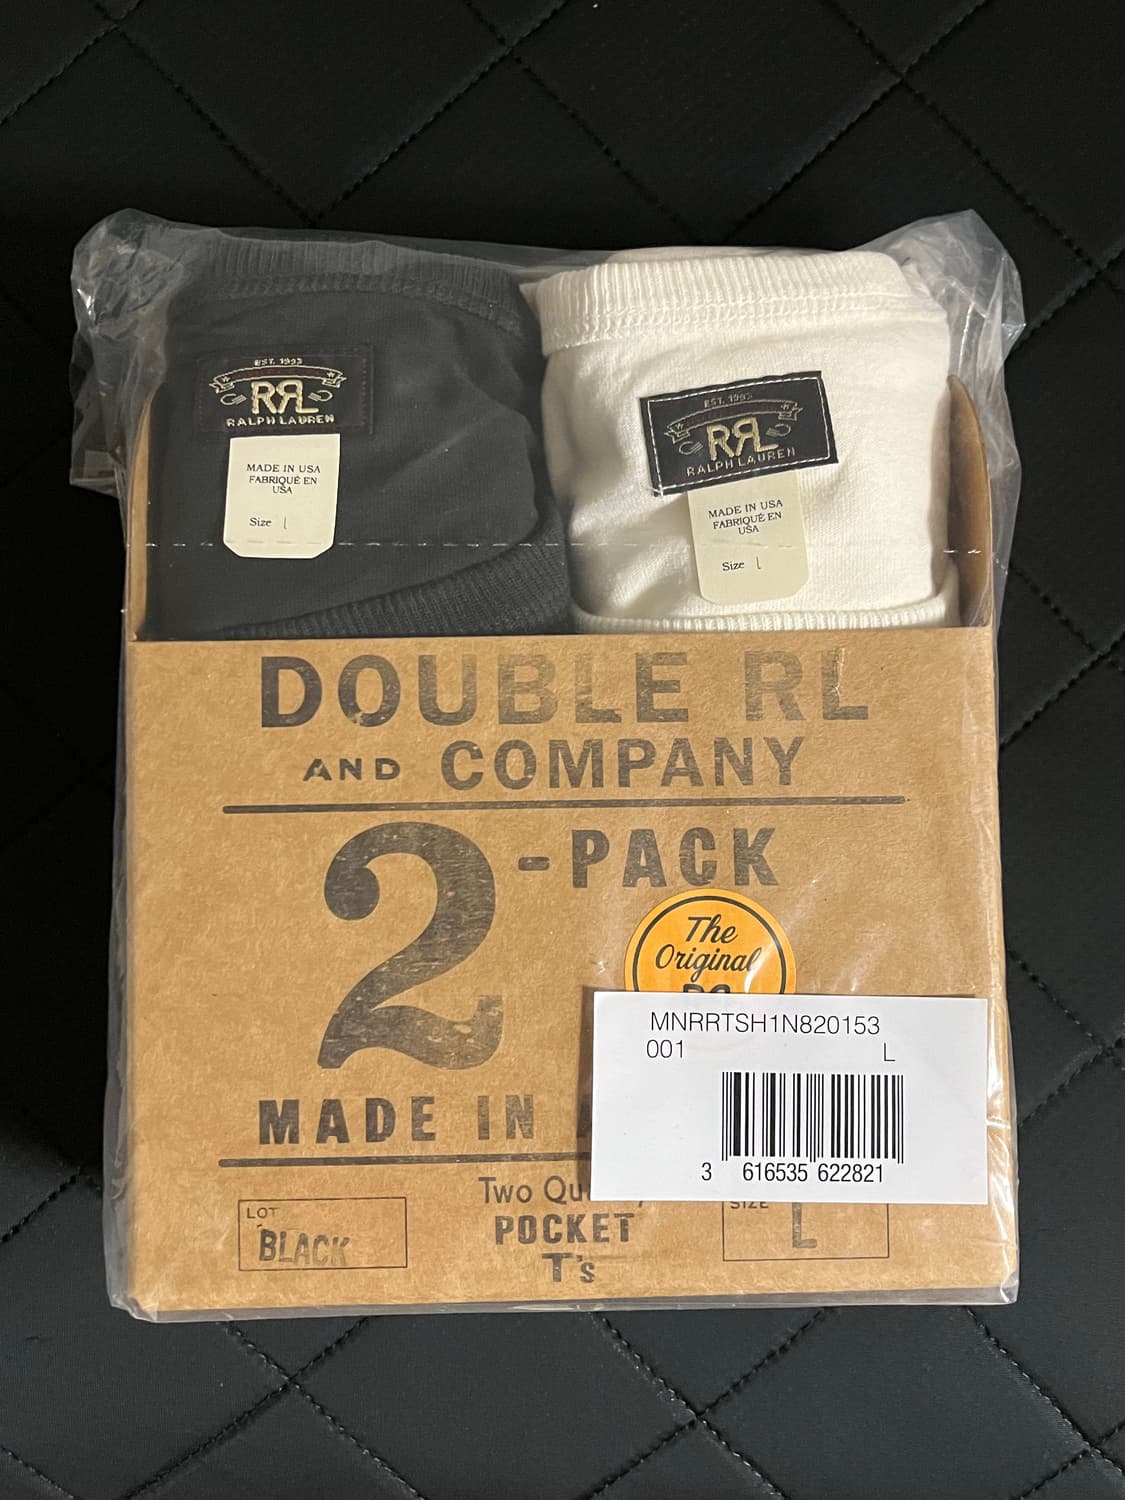 EST. 1993
RRL
RALPH LAUREN
MADE IN USA
FABRIQUÉ EN
USA
Size L
EST. 1993
RRL
RALPH LAUREN
MADE IN USA
FABRIQUÉ EN
USA
Size L
DOUBLE RL
AND COMPANY
2-PACK
The
Original
MADE IN
MNRRTSH1N820153
001 L
3 616535 622821
Two
POCKET
T's
LOT
BLACK
SIZE
L